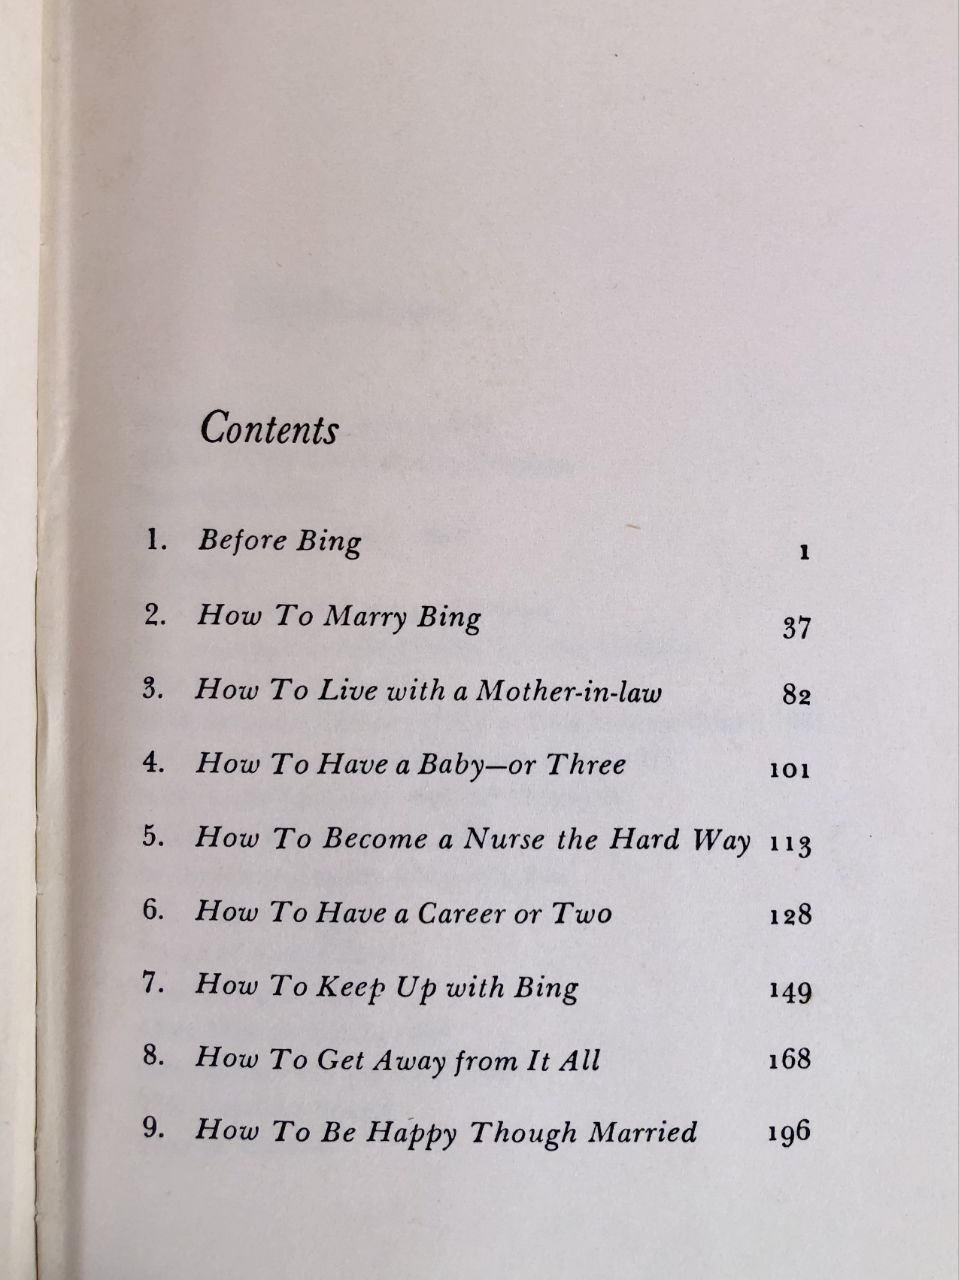 Contents
1. Before Bing 1
2. How To Marry Bing 37
3. How To Live with a Mother-in-law 82
4. How To Have a Baby—or Three 101
5. How To Become a Nurse the Hard Way 113
6. How To Have a Career or Two 128
7. How To Keep Up with Bing 149
8. How To Get Away from It All 168
9. How To Be Happy Though Married 196